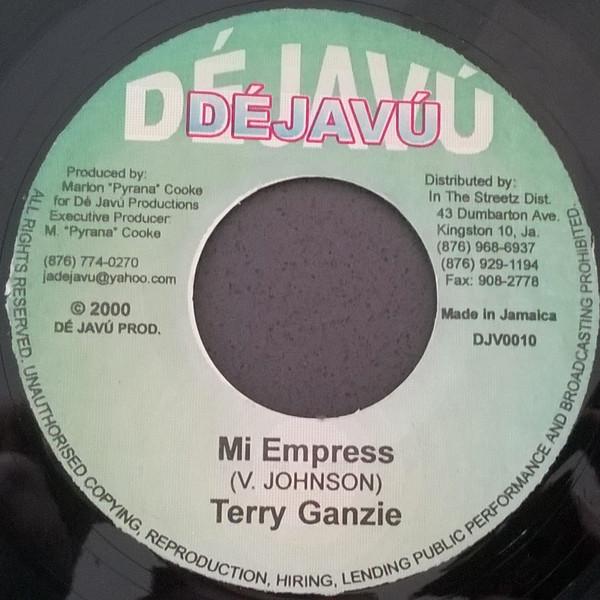 DÉJAVÚ
DÉJAVÚ
Produced by:
Marlon "Pyrana" Cooke
for Dé Javú Productions
Executive Producer:
M. "Pyrana" Cooke
(876) 774-0270
jadejavu@yahoo.com
© 2000
DÉ JAVÚ PROD.
Distributed by:
In The Streetz Dist.
43 Dumbarton Ave.
Kingston 10, Ja.
(876) 968-6937
(876) 929-1194
Fax: 908-2778
Made in Jamaica
DJV0010
Mi Empress
(V. JOHNSON)
Terry Ganzie
ALL RIGHTS RESERVED. UNAUTHORISED COPYING, REPRODUCTION, HIRING, LENDING PUBLIC PERFORMANCE AND BROADCASTING PROHIBITED.